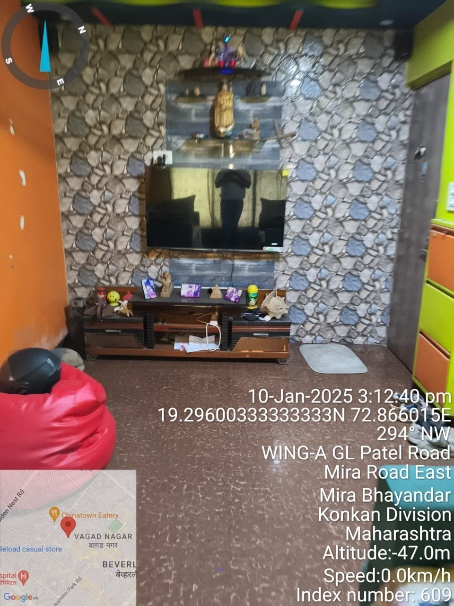 W
N
S
E
10-Jan-2025 3:12:40 pm
19.29600333333333N 72.866015E
294° NW
WING-A GL Patel Road
Mira Road East
Mira Bhayandar
Konkan Division
Maharashtra
Altitude:-47.0m
Speed:0.0km/h
Index number: 609
Chinatown Eatery
VAGAD NAGAR
वागड नगर
Reload casual store
BEVERL
बेव्हरल
spital
Google